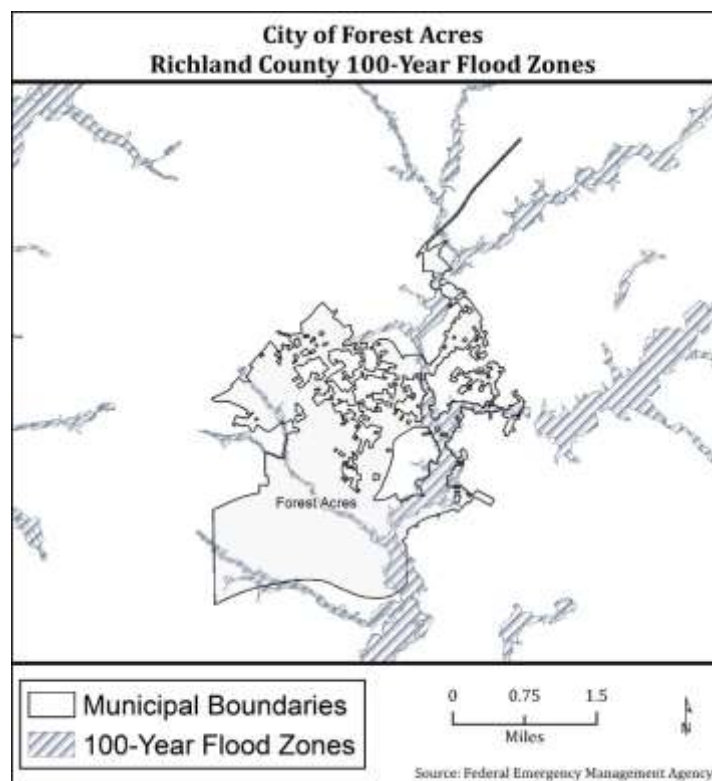 City of Forest Acres
Richland County 100-Year Flood Zones
Forest Acres
Municipal Boundaries
100-Year Flood Zones
0 0.75 1.5
Miles
N
Source: Federal Emergency Management Agency